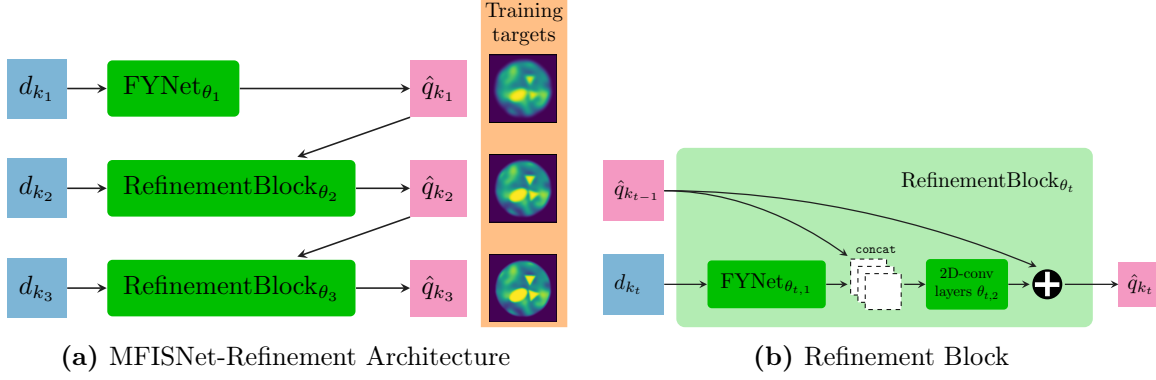 Training
targets
d_{k_1}
FYNet_{θ_1}
q̂_{k_1}
d_{k_2}
RefinementBlock_{θ_2}
q̂_{k_2}
d_{k_3}
RefinementBlock_{θ_3}
q̂_{k_3}
(a) MFISNet-Refinement Architecture
RefinementBlock_{θ_t}
q̂_{k_{t−1}}
concat
d_{k_t}
FYNet_{θ_{t,1}}
2D-conv
layers θ_{t,2}
q̂_{k_t}
(b) Refinement Block